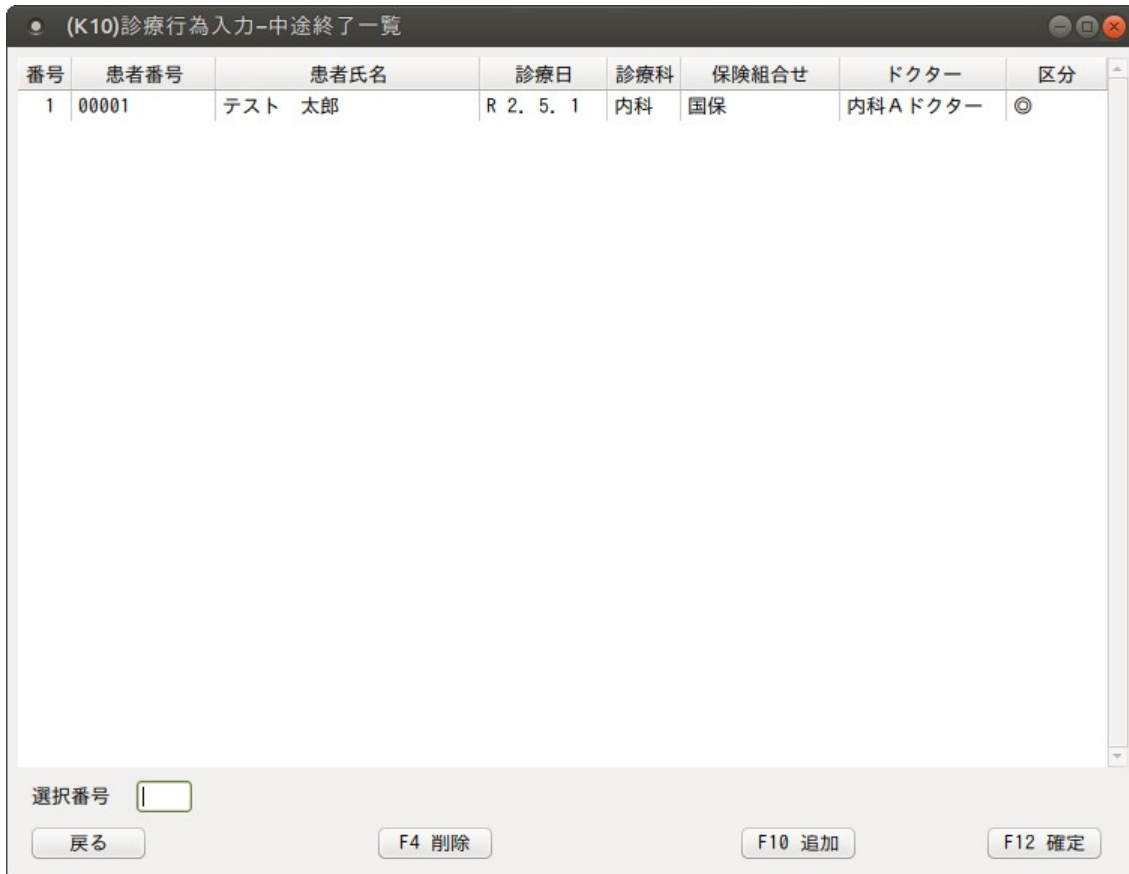 (K10)診療行為入力-中途終了一覧
番号 患者番号 患者氏名 診療日 診療科 保険組合せ ドクター 区分
1 00001 テスト 太郎 R 2. 5. 1 内科 国保 内科Aドクター ◎
選択番号
戻る F4 削除 F10 追加 F12 確定